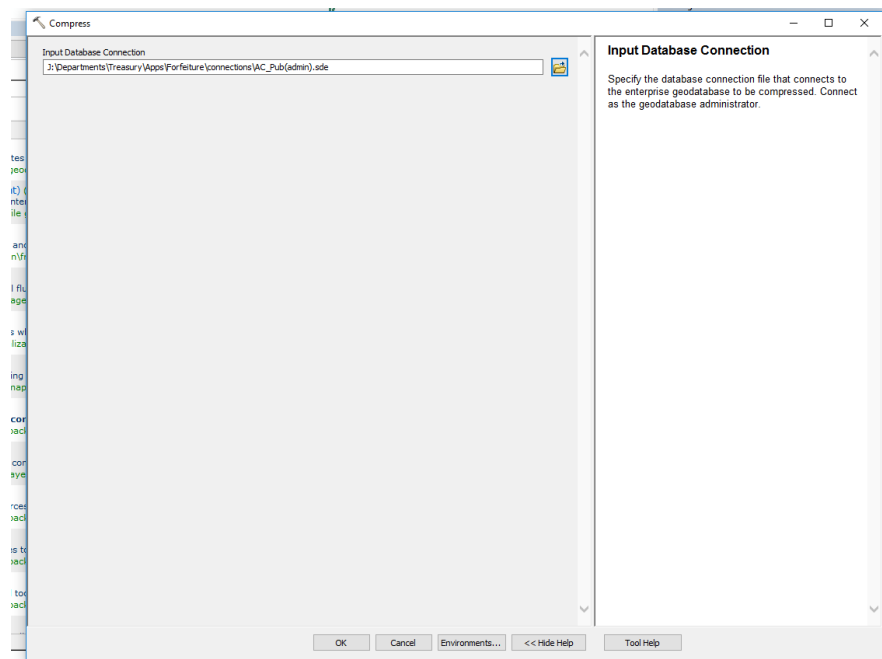 Compress
Input Database Connection
J:\Departments\Treasury\Apps\Forfeiture\connections\AC_Pub(admin).sde
Input Database Connection
Specify the database connection file that connects to
the enterprise geodatabase to be compressed. Connect
as the geodatabase administrator.
OK
Cancel
Environments...
<< Hide Help
Tool Help